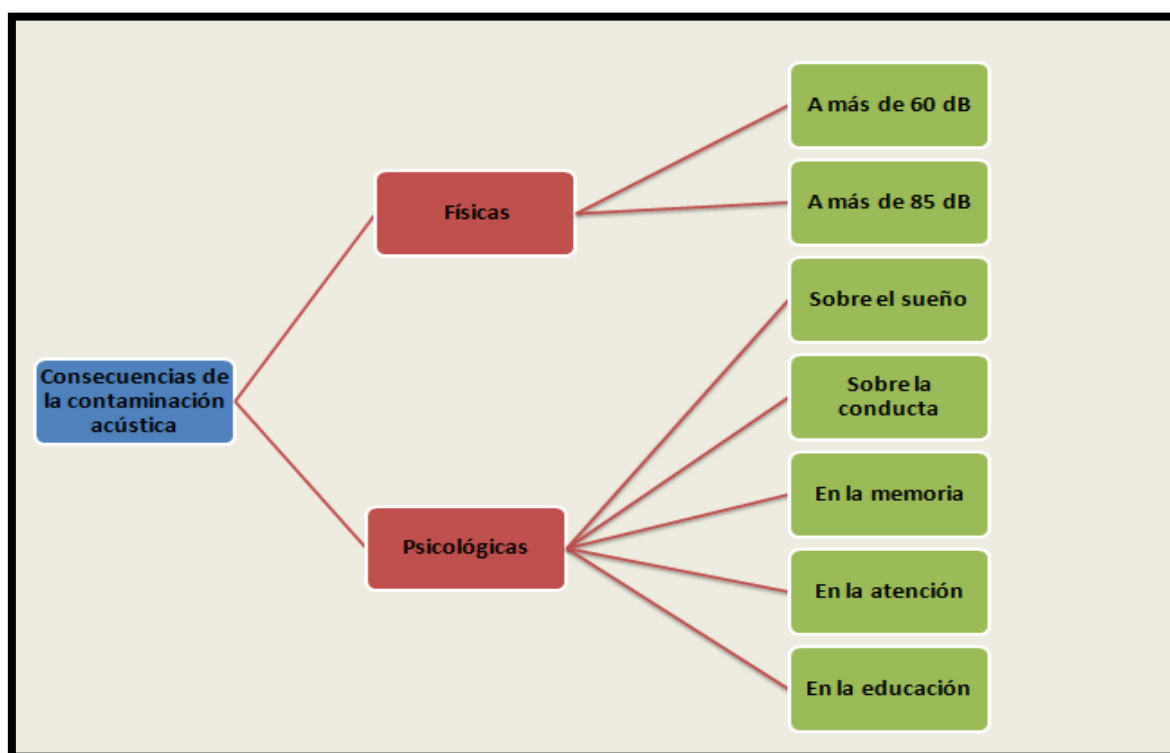 Consecuencias de
la contaminación
acústica
Físicas
Psicológicas
A más de 60 dB
A más de 85 dB
Sobre el sueño
Sobre la
conducta
En la memoria
En la atención
En la educación